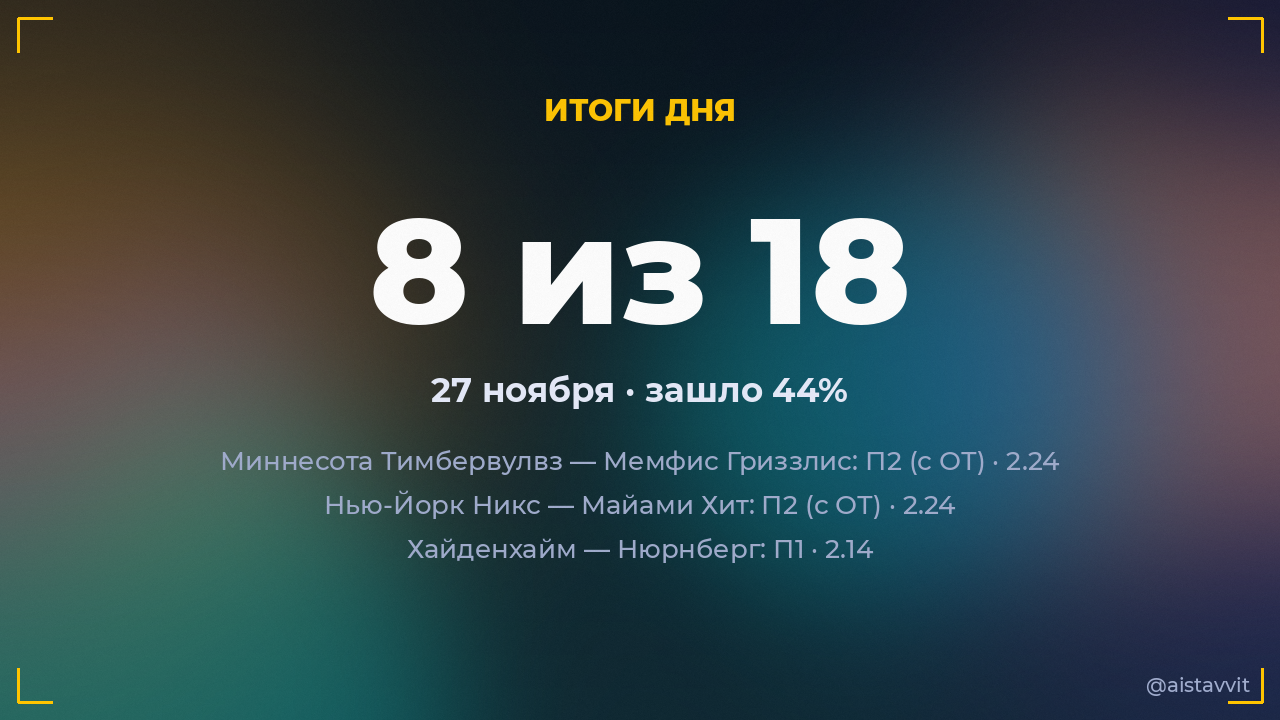 ИТОГИ ДНЯ
8 из 18
27 ноября · зашло 44%
Миннесота Тимбервулвз — Мемфис Гриззлис: П2 (с ОТ) · 2.24
Нью-Йорк Никс — Майами Хит: П2 (с ОТ) · 2.24
Хайденхайм — Нюрнберг: П1 · 2.14
@aistavvit